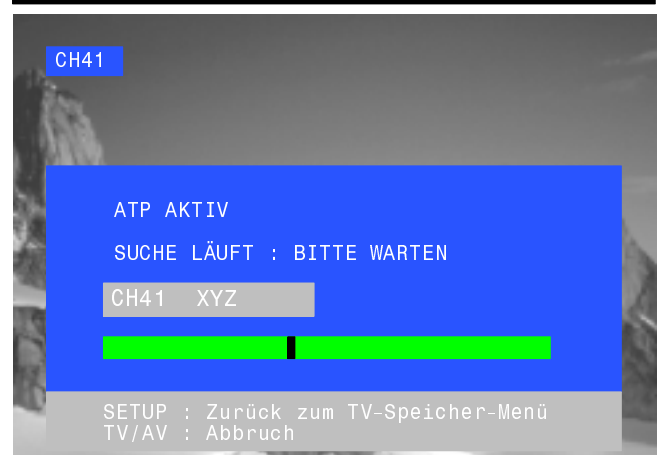 CH41
ATP AKTIV
SUCHE LÄUFT : BITTE WARTEN
CH41 XYZ
SETUP : Zurück zum TV-Speicher-Menü
TV/AV : Abbruch